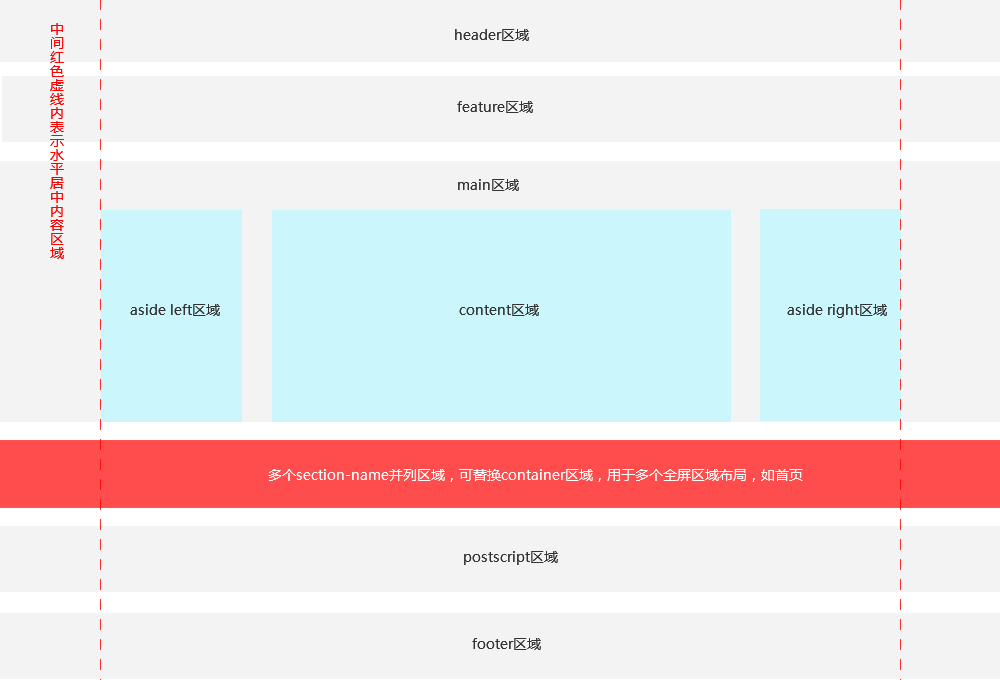 中间红色虚线内表示水平居中内容区域
header区域
feature区域
main区域
aside left区域
content区域
aside right区域
多个section-name并列区域，可替换container区域，用于多个全屏区域布局，如首页
postscript区域
footer区域